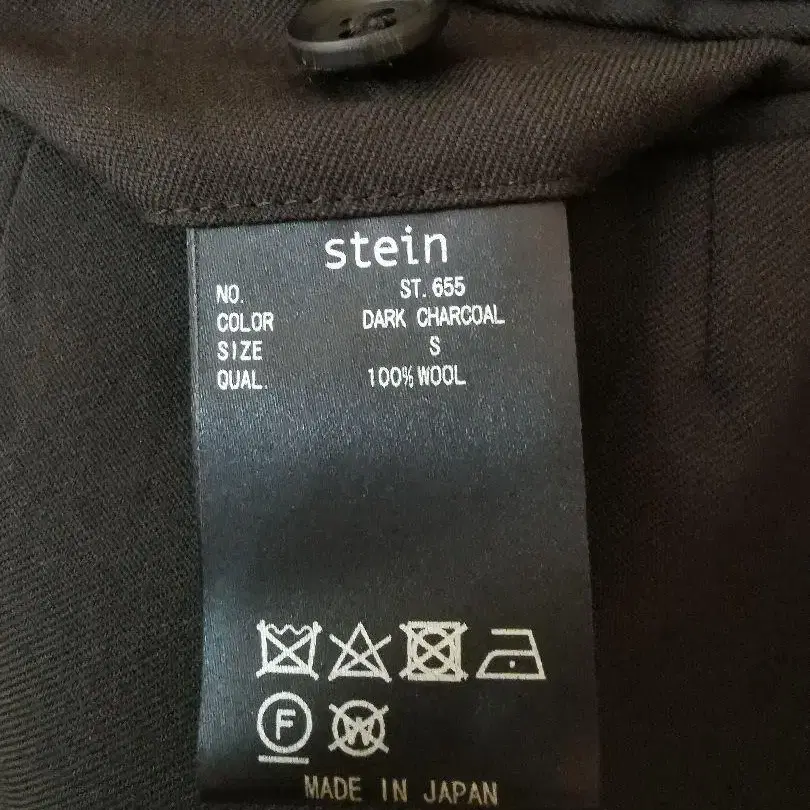 stein
NO. ST.655
COLOR DARK CHARCOAL
SIZE S
QUAL. 100% WOOL
F W
MADE IN JAPAN